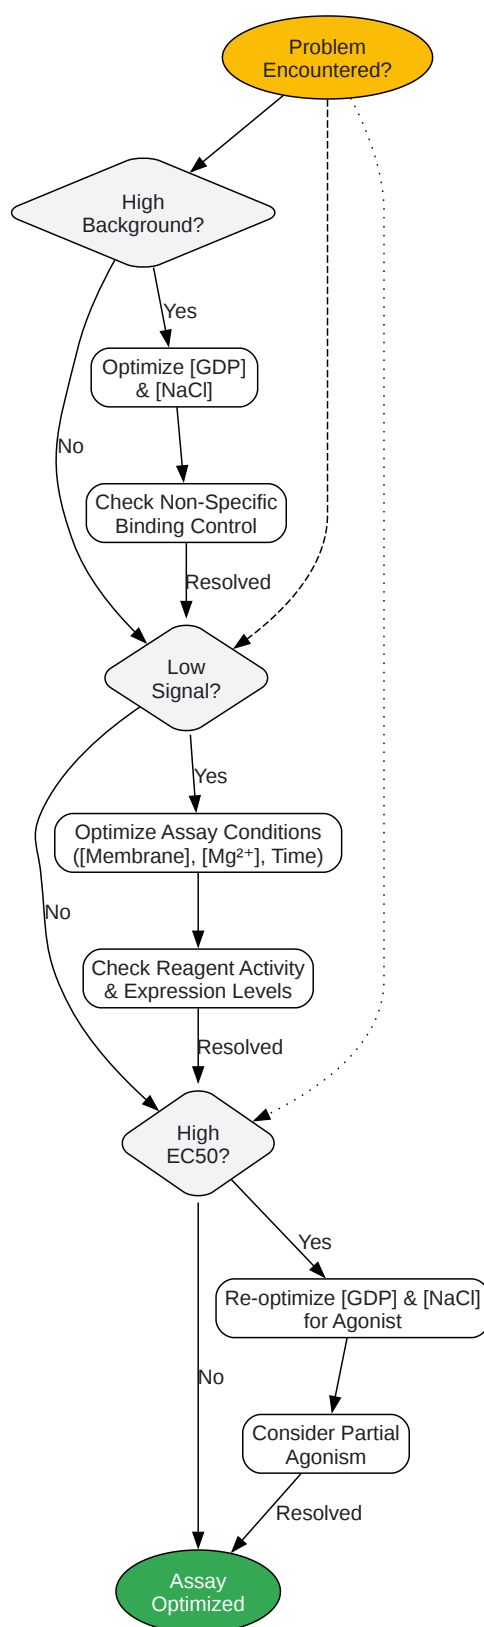 Problem
Encountered?
High
Background?
Yes
Optimize [GDP]
& [NaCl]
No
Check Non-Specific
Binding Control
Resolved
Low
Signal?
Yes
Optimize Assay Conditions
([Membrane], [Mg²⁺], Time)
No
Check Reagent Activity
& Expression Levels
Resolved
High
EC50?
Yes
Re-optimize [GDP] & [NaCl]
for Agonist
No
Consider Partial
Agonism
Resolved
Assay
Optimized